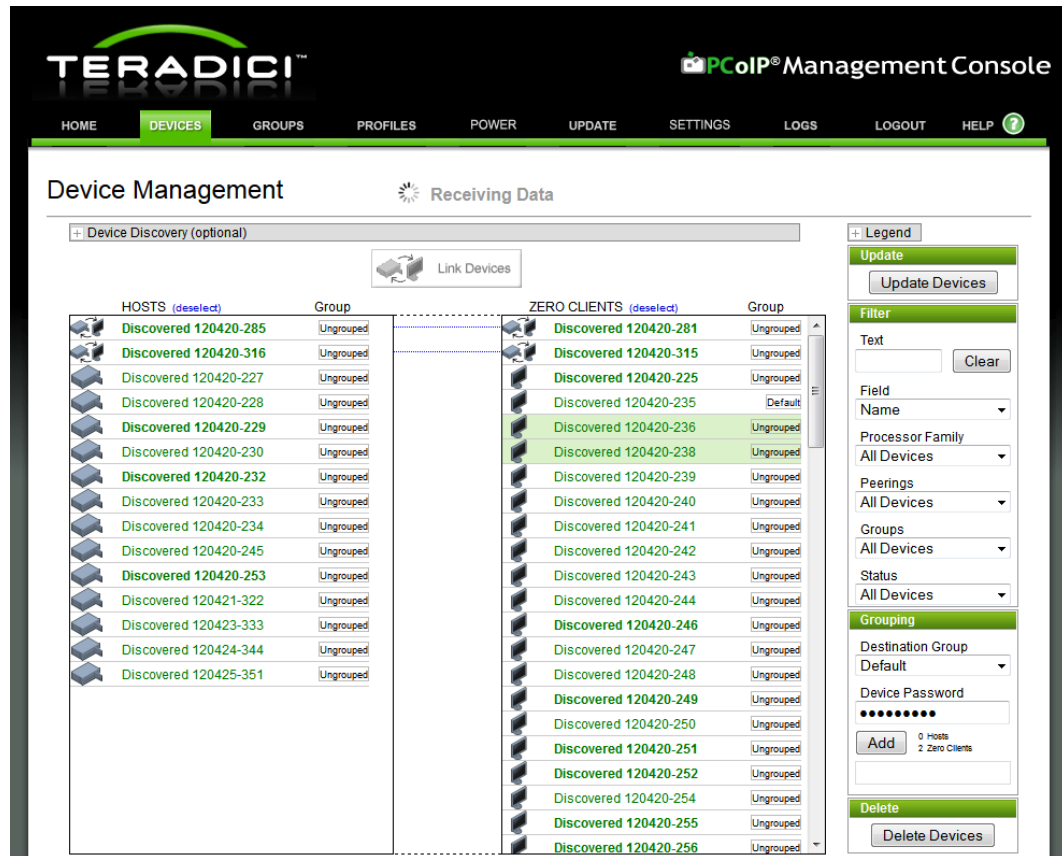 TERADICI™
PCoIP® Management Console
HOME DEVICES GROUPS PROFILES POWER UPDATE SETTINGS LOGS LOGOUT HELP ?
Device Management
Receiving Data
+ Device Discovery (optional)
Link Devices
HOSTS (deselect) Group
Discovered 120420-285 Ungrouped
Discovered 120420-316 Ungrouped
Discovered 120420-227 Ungrouped
Discovered 120420-228 Ungrouped
Discovered 120420-229 Ungrouped
Discovered 120420-230 Ungrouped
Discovered 120420-232 Ungrouped
Discovered 120420-233 Ungrouped
Discovered 120420-234 Ungrouped
Discovered 120420-245 Ungrouped
Discovered 120420-253 Ungrouped
Discovered 120421-322 Ungrouped
Discovered 120423-333 Ungrouped
Discovered 120424-344 Ungrouped
Discovered 120425-351 Ungrouped
ZERO CLIENTS (deselect) Group
Discovered 120420-281 Ungrouped
Discovered 120420-315 Ungrouped
Discovered 120420-225 Ungrouped
Discovered 120420-235 Default
Discovered 120420-236 Ungrouped
Discovered 120420-238 Ungrouped
Discovered 120420-239 Ungrouped
Discovered 120420-240 Ungrouped
Discovered 120420-241 Ungrouped
Discovered 120420-242 Ungrouped
Discovered 120420-243 Ungrouped
Discovered 120420-244 Ungrouped
Discovered 120420-246 Ungrouped
Discovered 120420-247 Ungrouped
Discovered 120420-248 Ungrouped
Discovered 120420-249 Ungrouped
Discovered 120420-250 Ungrouped
Discovered 120420-251 Ungrouped
Discovered 120420-252 Ungrouped
Discovered 120420-254 Ungrouped
Discovered 120420-255 Ungrouped
Discovered 120420-256 Ungrouped
+ Legend
Update
Update Devices
Filter
Text
Clear
Field
Name
Processor Family
All Devices
Peerings
All Devices
Groups
All Devices
Status
All Devices
Grouping
Destination Group
Default
Device Password
●●●●●●●●●
Add
0 Hosts
2 Zero Clients
Delete
Delete Devices